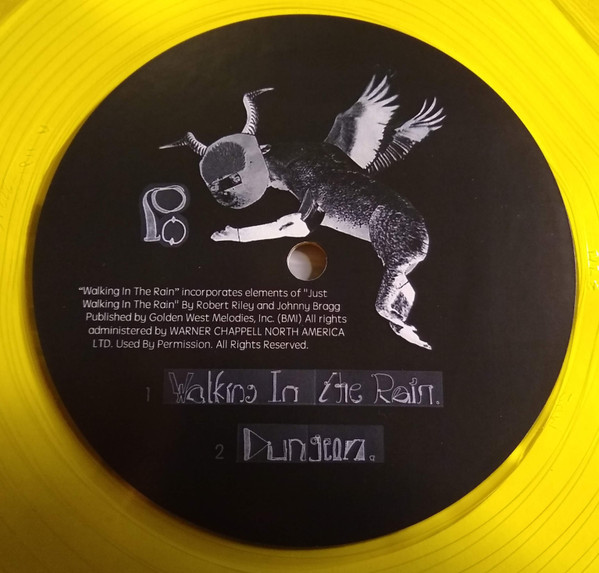 "Walking In The Rain" incorporates elements of "Just
Walking In The Rain" By Robert Riley and Johnny Bragg
Published by Golden West Melodies, Inc. (BMI) All rights
administered by WARNER CHAPPELL NORTH AMERICA
LTD. Used By Permission. All Rights Reserved.
1 Walking In the Rain.
2 Dungeon.